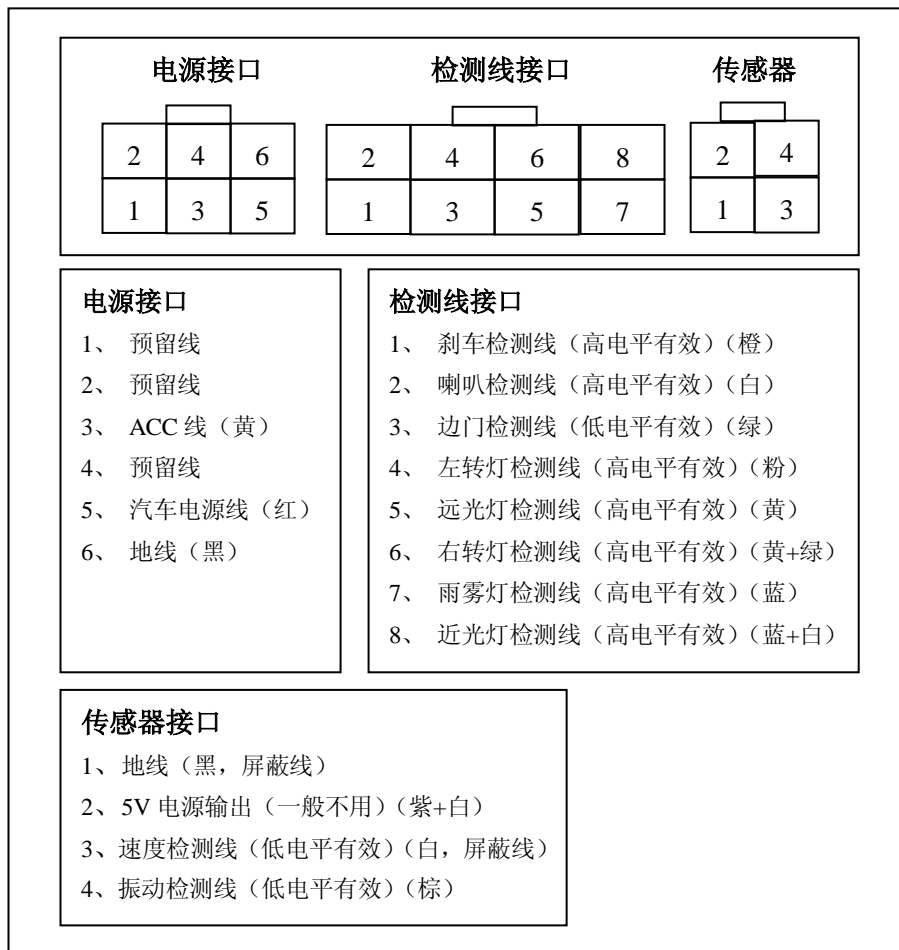 电源接口 检测线接口 传感器
2 4 6 2 4 6 8 2 4
1 3 5 1 3 5 7 1 3
电源接口
1、 预留线
2、 预留线
3、 ACC 线（黄）
4、 预留线
5、 汽车电源线（红）
6、 地线（黑）
检测线接口
1、 刹车检测线（高电平有效）（橙）
2、 喇叭检测线（高电平有效）（白）
3、 边门检测线（低电平有效）（绿）
4、 左转灯检测线（高电平有效）（粉）
5、 远光灯检测线（高电平有效）（黄）
6、 右转灯检测线（高电平有效）（黄+绿）
7、 雨雾灯检测线（高电平有效）（蓝）
8、 近光灯检测线（高电平有效）（蓝+白）
传感器接口
1、地线（黑，屏蔽线）
2、5V 电源输出（一般不用）（紫+白）
3、速度检测线（低电平有效）（白，屏蔽线）
4、振动检测线（低电平有效）（棕）